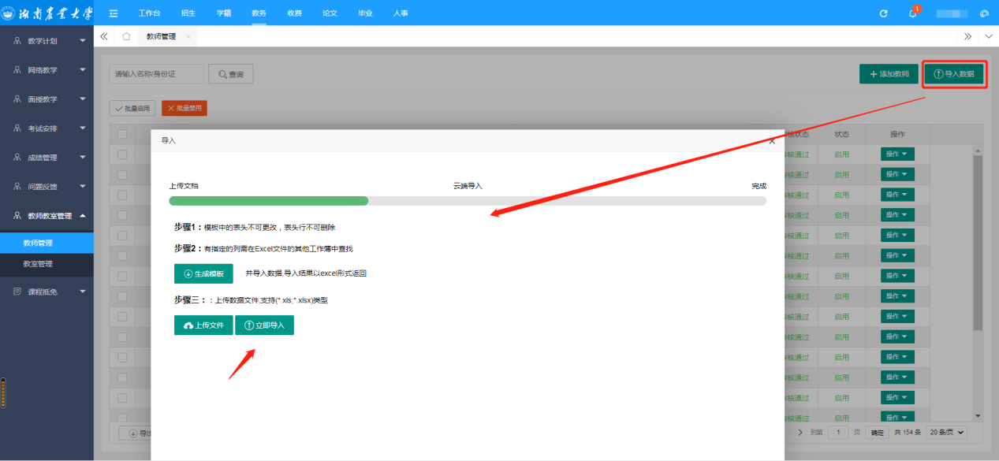 湖南农业大学
工作台 招生 学籍 教务 收费 论文 毕业 人事
1
教学计划
网络教学
面授教学
考试安排
成绩管理
问题反馈
教师教室管理
教师管理
教室管理
课程抵免
教师管理 ×
请输入名称/身份证 查询 添加教师 导入数据
批量启用 批量禁用
核状态 状态 操作
核通过 启用 操作
核通过 启用 操作
核通过 启用 操作
核通过 启用 操作
核通过 启用 操作
核通过 启用 操作
核通过 启用 操作
核通过 启用 操作
核通过 启用 操作
核通过 启用 操作
核通过 启用 操作
核通过 启用 操作
核通过 启用 操作
核通过 启用 操作
导入
上传文档 云端导入 完成
步骤1：模板中的表头不可更改，表头行不可删除
步骤2：有指定的列需在Excel文件的其他工作簿中查找
生成模板 并导入数据,导入结果以excel形式返回
步骤三：：上传数据文件,支持(*.xls;*.xlsx)类型
上传文件 立即导入
导出
到第 1 页 确定 共 154 条 20 条/页